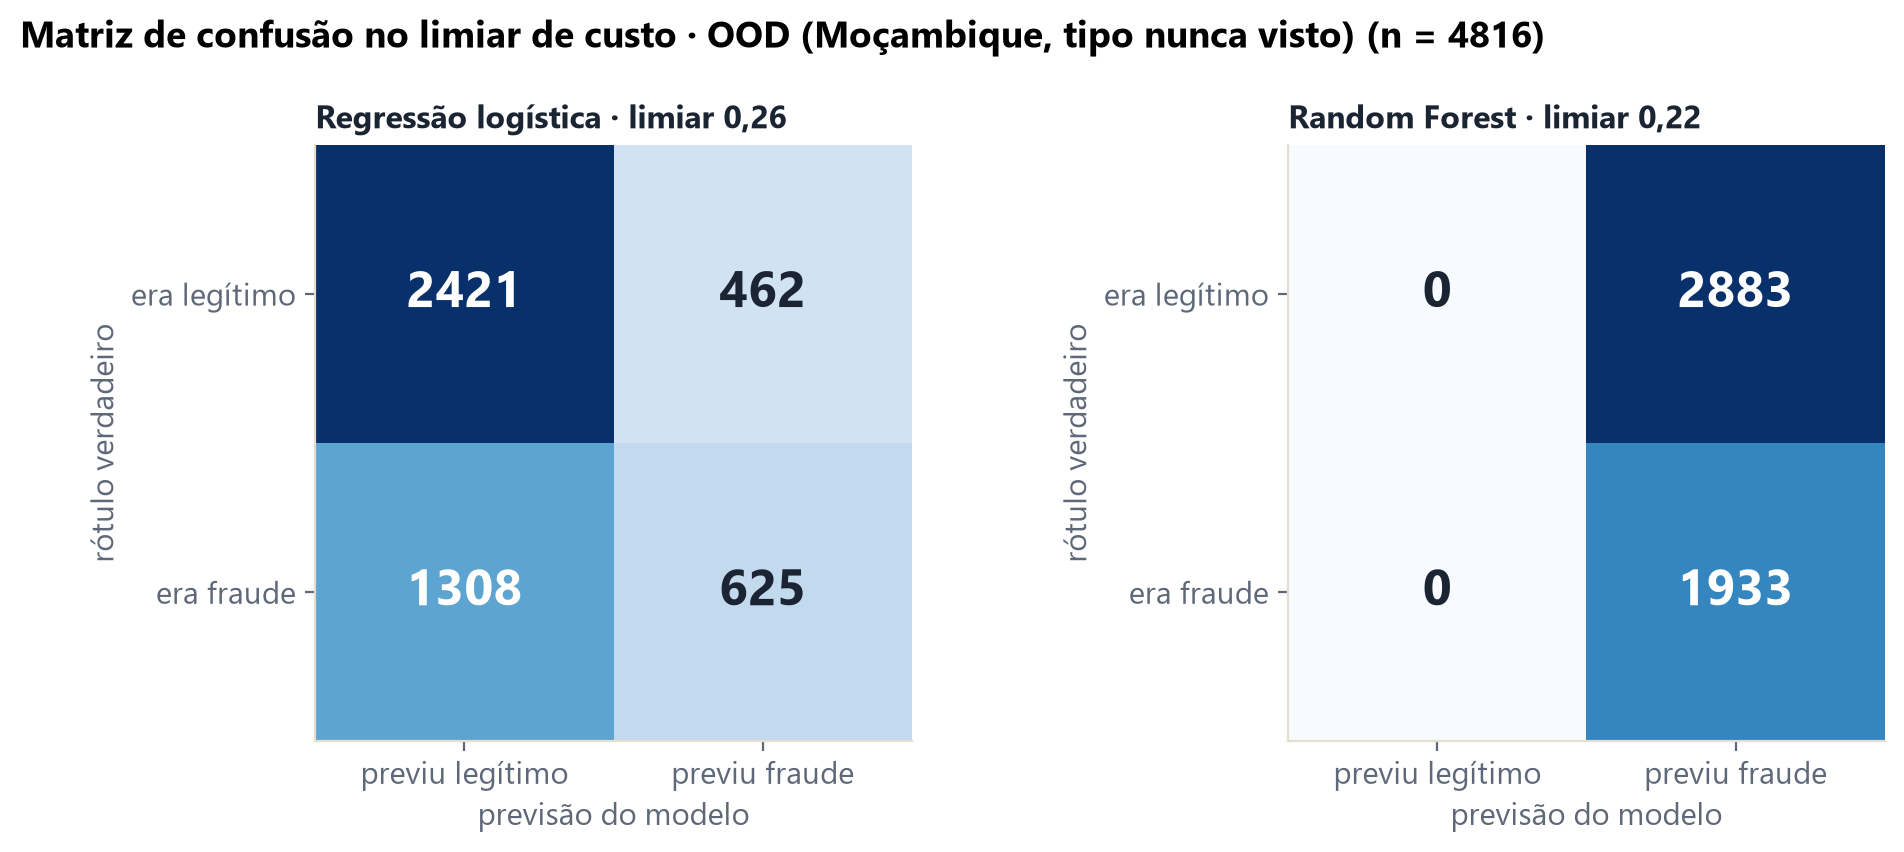 Matriz de confusão no limiar de custo · OOD (Moçambique, tipo nunca visto) (n = 4816)
Regressão logística · limiar 0,26
rótulo verdadeiro
era legítimo
2421
462
era fraude
1308
625
previu legítimo
previu fraude
previsão do modelo
Random Forest · limiar 0,22
rótulo verdadeiro
era legítimo
0
2883
era fraude
0
1933
previu legítimo
previu fraude
previsão do modelo